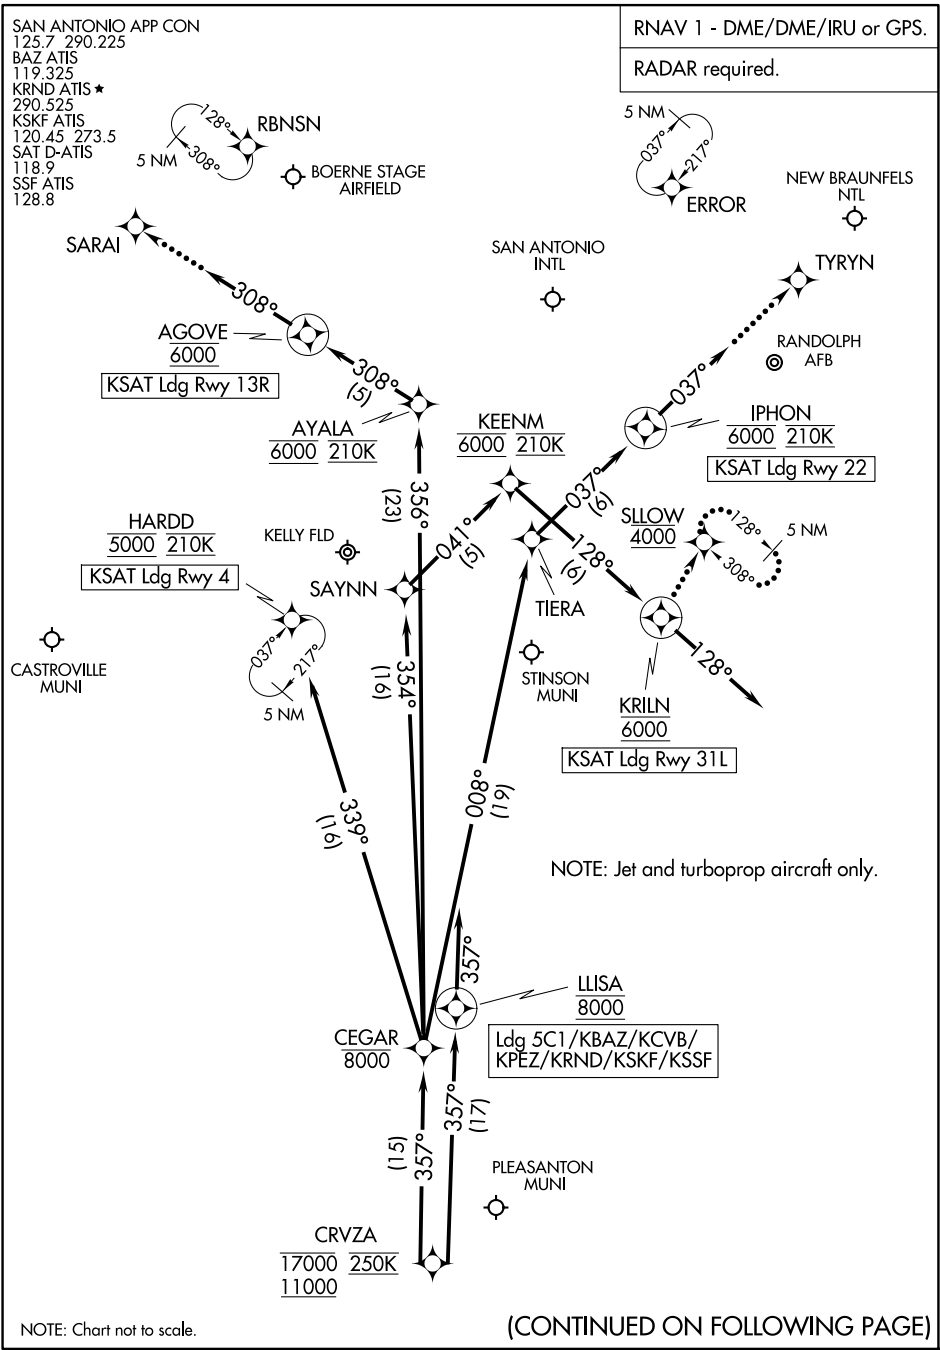 SAN ANTONIO APP CON
125.7 290.225
BAZ ATIS
119.325
KRND ATIS ★
290.525
KSKF ATIS
120.45 273.5
SAT D-ATIS
118.9
SSF ATIS
128.8
RNAV 1 - DME/DME/IRU or GPS.
RADAR required.
128°
308°
5 NM
RBNSN
BOERNE STAGE
AIRFIELD
5 NM
037°
217°
ERROR
NEW BRAUNFELS
NTL
SARAI
SAN ANTONIO
INTL
TYRYN
308°
AGOVE
6000
KSAT Ldg Rwy 13R
308°
(5)
RANDOLPH
AFB
037°
AYALA
6000 210K
KEENM
6000 210K
IPHON
6000 210K
KSAT Ldg Rwy 22
356°
(23)
037°
(6)
HARDD
5000 210K
KSAT Ldg Rwy 4
KELLY FLD
041°
(5)
128°
(6)
SLLOW
4000
128°
308°
5 NM
SAYNN
TIERA
037°
217°
5 NM
CASTROVILLE
MUNI
354°
(16)
STINSON
MUNI
128°
KRILN
6000
KSAT Ldg Rwy 31L
339°
(16)
008°
(19)
NOTE: Jet and turboprop aircraft only.
357°
LLISA
8000
Ldg 5C1/KBAZ/KCVB/
KPEZ/KRND/KSKF/KSSF
CEGAR
8000
357°
(15)
357°
(17)
PLEASANTON
MUNI
CRVZA
17000 250K
11000
NOTE: Chart not to scale.
(CONTINUED ON FOLLOWING PAGE)